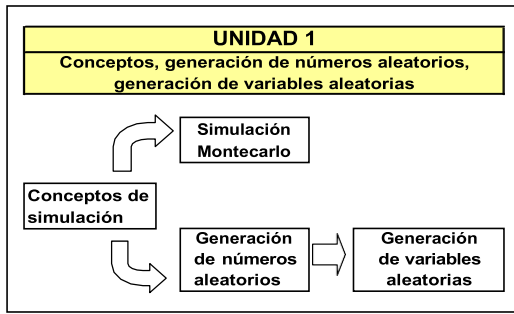 UNIDAD 1
Conceptos, generación de números aleatorios,
generación de variables aleatorias
Simulación
Montecarlo
Conceptos de
simulación
Generación
de números
aleatorios
Generación
de variables
aleatorias